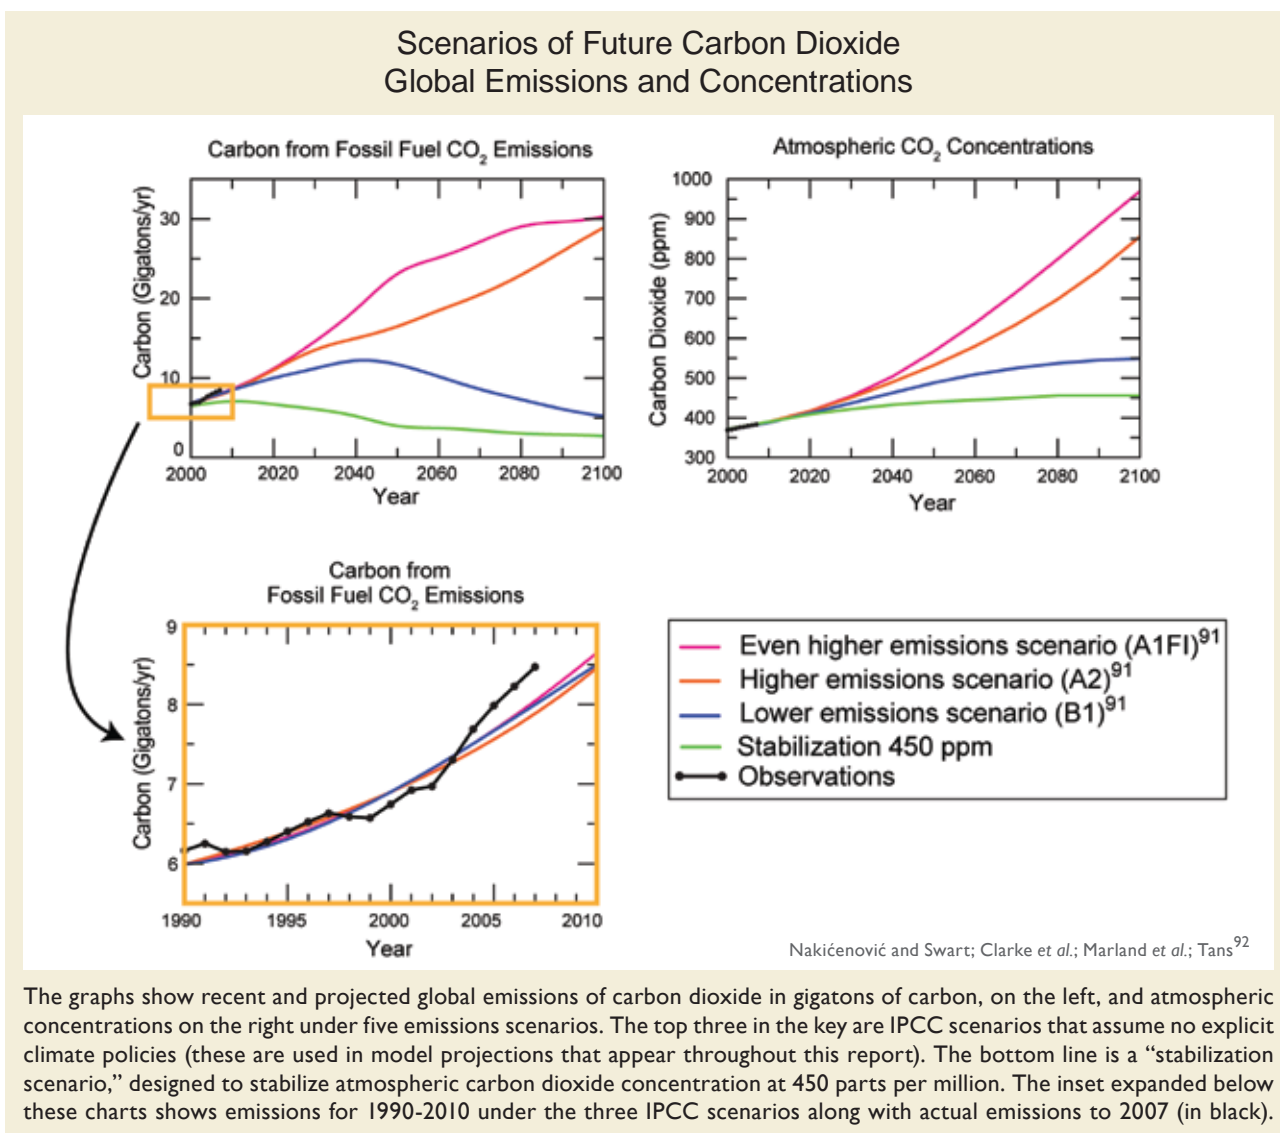 Scenarios of Future Carbon Dioxide
Global Emissions and Concentrations
Carbon from Fossil Fuel CO2 Emissions
Carbon (Gigatons/yr)
30
20
10
0
2000 2020 2040 2060 2080 2100
Year
Atmospheric CO2 Concentrations
Carbon Dioxide (ppm)
1000
900
800
700
600
500
400
300
2000 2020 2040 2060 2080 2100
Year
Carbon from
Fossil Fuel CO2 Emissions
Carbon (Gigatons/yr)
9
8
7
6
1990 1995 2000 2005 2010
Year
Even higher emissions scenario (A1FI)91
Higher emissions scenario (A2)91
Lower emissions scenario (B1)91
Stabilization 450 ppm
Observations
Nakićenović and Swart; Clarke et al.; Marland et al.; Tans92
The graphs show recent and projected global emissions of carbon dioxide in gigatons of carbon, on the left, and atmospheric
concentrations on the right under five emissions scenarios. The top three in the key are IPCC scenarios that assume no explicit
climate policies (these are used in model projections that appear throughout this report). The bottom line is a “stabilization
scenario,” designed to stabilize atmospheric carbon dioxide concentration at 450 parts per million. The inset expanded below
these charts shows emissions for 1990-2010 under the three IPCC scenarios along with actual emissions to 2007 (in black).